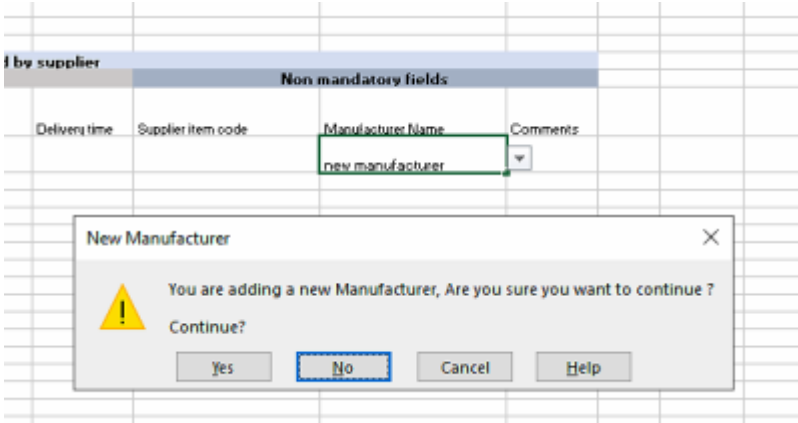 d by supplier
Non mandatory fields
Delivery time Supplier item code Manufacturer Name Comments
new manufacturer
New Manufacturer
You are adding a new Manufacturer, Are you sure you want to continue ?
Continue?
Yes No Cancel Help